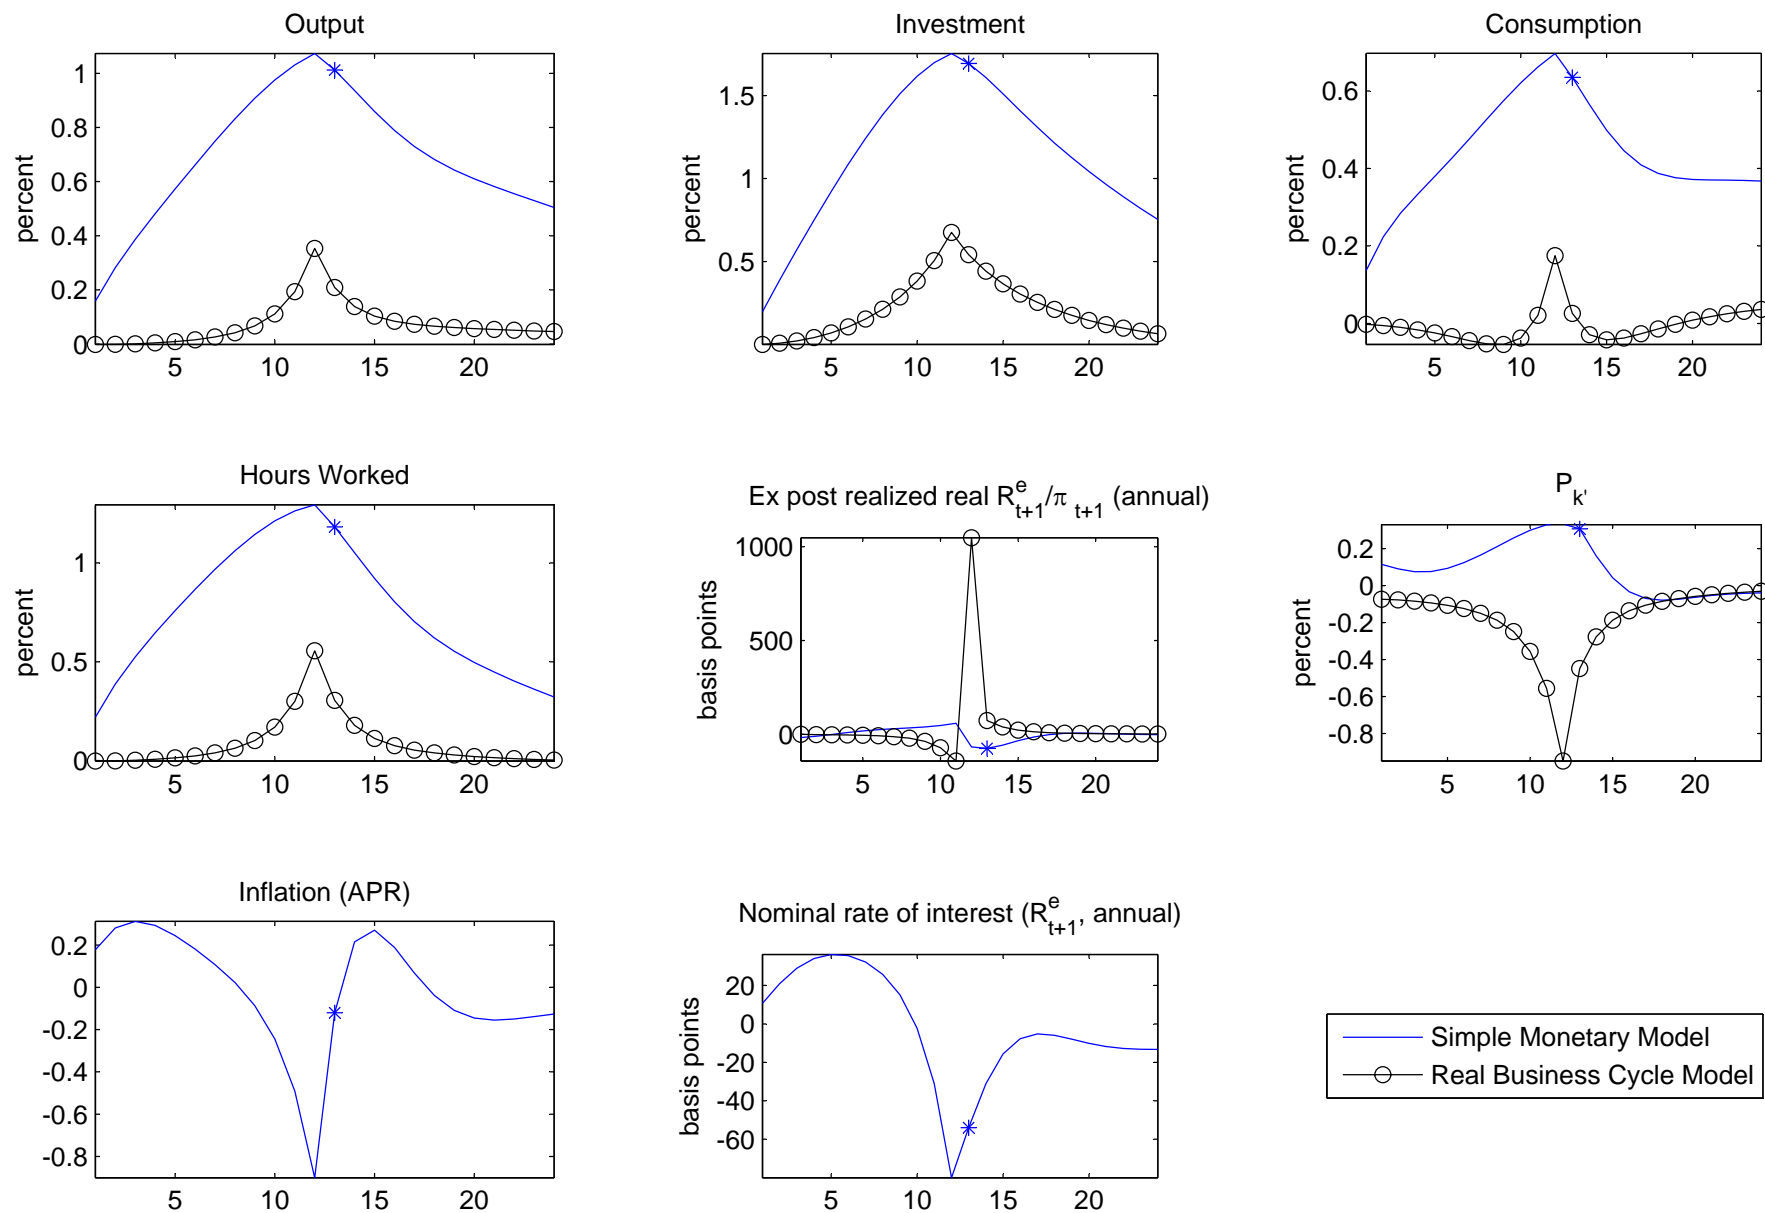 Output
percent
1
0.8
0.6
0.4
0.2
0
5 10 15 20
Investment
percent
1.5
1
0.5
5 10 15 20
Consumption
percent
0.6
0.4
0.2
0
5 10 15 20
Hours Worked
percent
1
0.5
0
5 10 15 20
Ex post realized real R^e_{t+1}/π_{t+1} (annual)
basis points
1000
500
0
5 10 15 20
P_{k'}
percent
0.2
0
-0.2
-0.4
-0.6
-0.8
5 10 15 20
Inflation (APR)
0.2
0
-0.2
-0.4
-0.6
-0.8
5 10 15 20
Nominal rate of interest (R^e_{t+1}, annual)
basis points
20
0
-20
-40
-60
5 10 15 20
Simple Monetary Model
Real Business Cycle Model